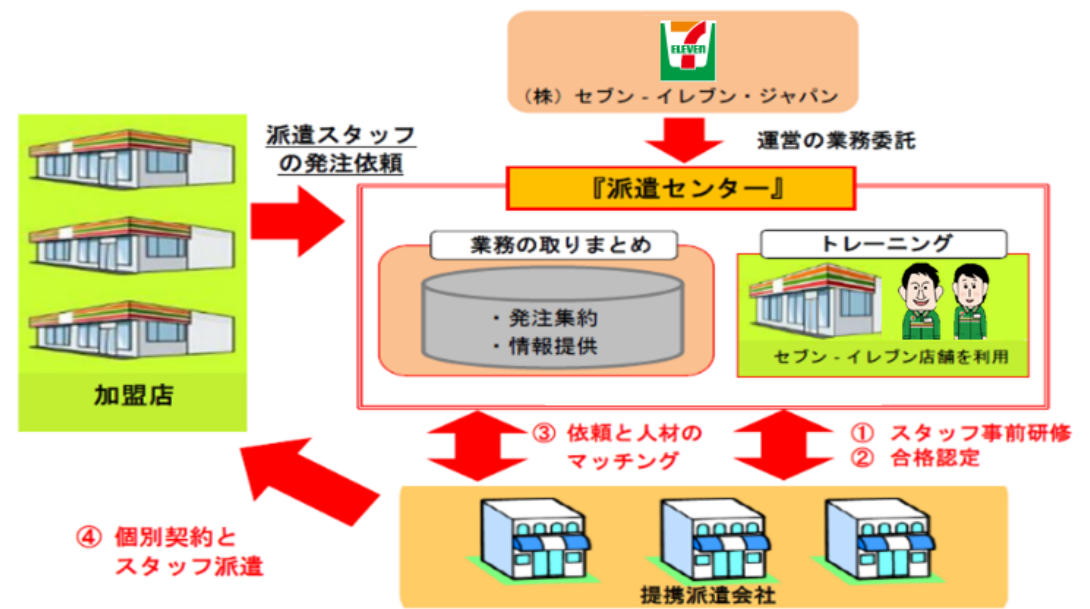 ELEVEN
（株）セブン‐イレブン・ジャパン
運営の業務委託
派遣スタッフ
の発注依頼
『派遣センター』
業務の取りまとめ
・発注集約
・情報提供
トレーニング
セブン‐イレブン店舗を利用
加盟店
③ 依頼と人材の
マッチング
① スタッフ事前研修
② 合格認定
④ 個別契約と
スタッフ派遣
提携派遣会社